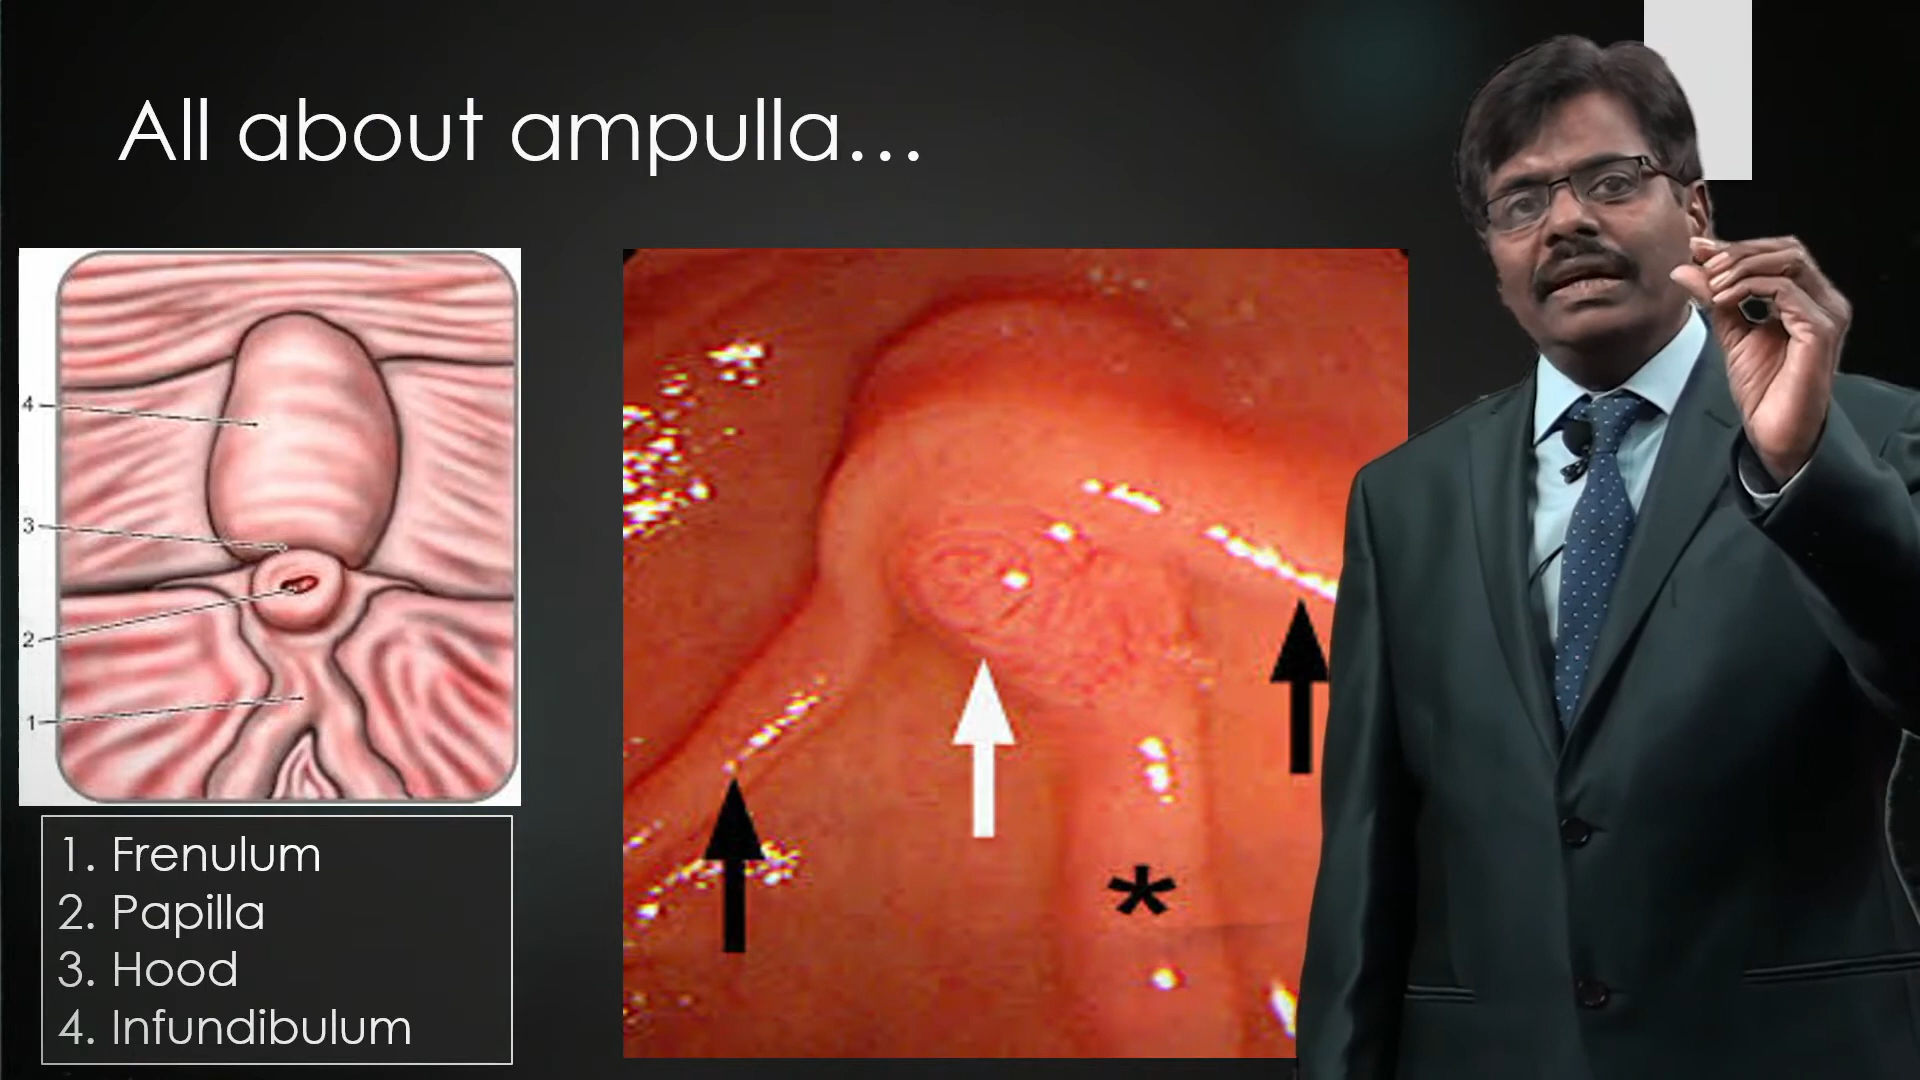 All about ampulla...
4
3
2
1
1. Frenulum
2. Papilla
3. Hood
4. Infundibulum
*